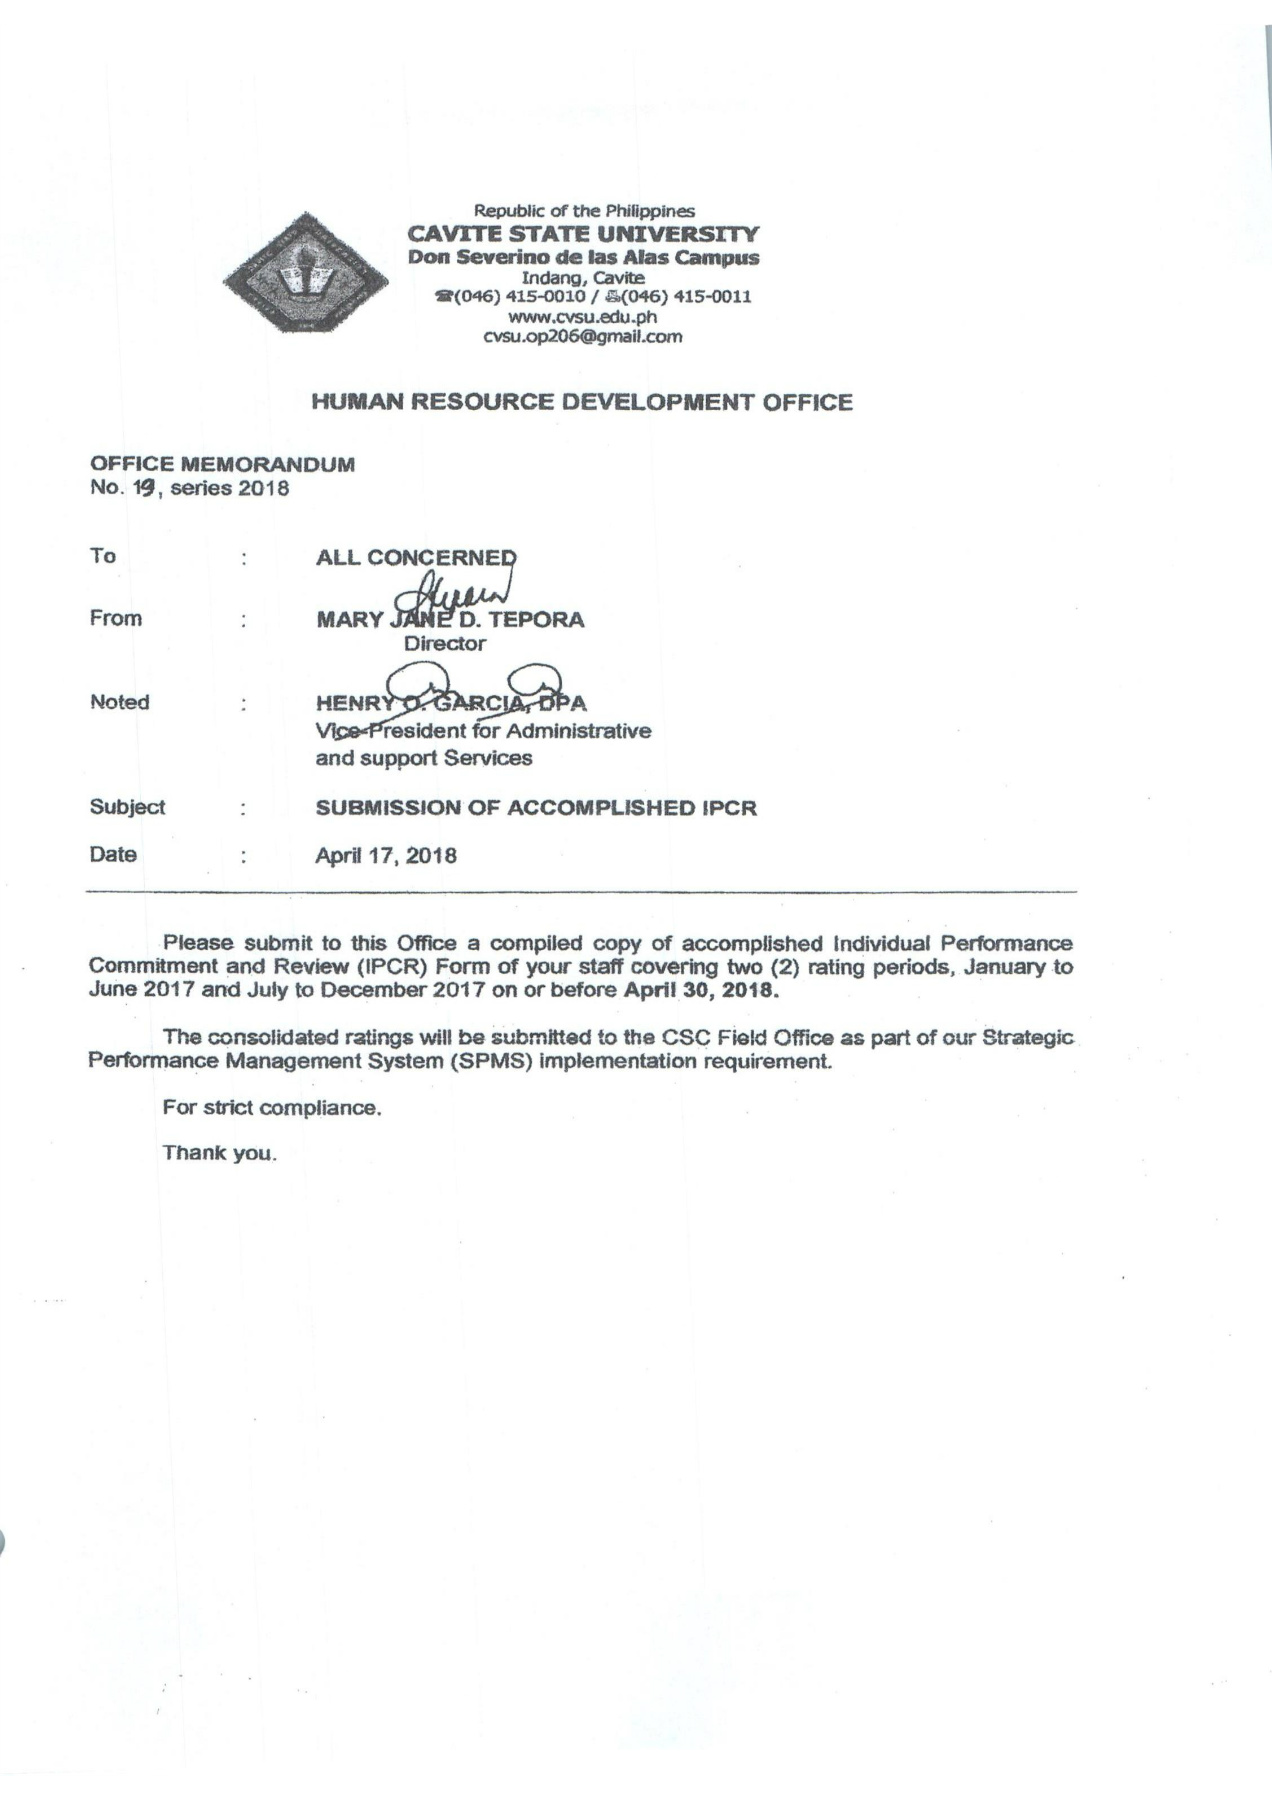 Republic of the Philippines
CAVITE STATE UNIVERSITY
Don Severino de las Alas Campus
Indang, Cavite
☎(046) 415-0010 / 📠(046) 415-0011
www.cvsu.edu.ph
cvsu.op206@gmail.com
HUMAN RESOURCE DEVELOPMENT OFFICE
OFFICE MEMORANDUM
No. 19, series 2018
To : ALL CONCERNED
From : MARY JANE D. TEPORA
Director
Noted : HENRY O. GARCIA, DPA
Vice-President for Administrative
and support Services
Subject : SUBMISSION OF ACCOMPLISHED IPCR
Date : April 17, 2018
Please submit to this Office a compiled copy of accomplished Individual Performance
Commitment and Review (IPCR) Form of your staff covering two (2) rating periods, January to
June 2017 and July to December 2017 on or before April 30, 2018.
The consolidated ratings will be submitted to the CSC Field Office as part of our Strategic
Performance Management System (SPMS) implementation requirement.
For strict compliance.
Thank you.